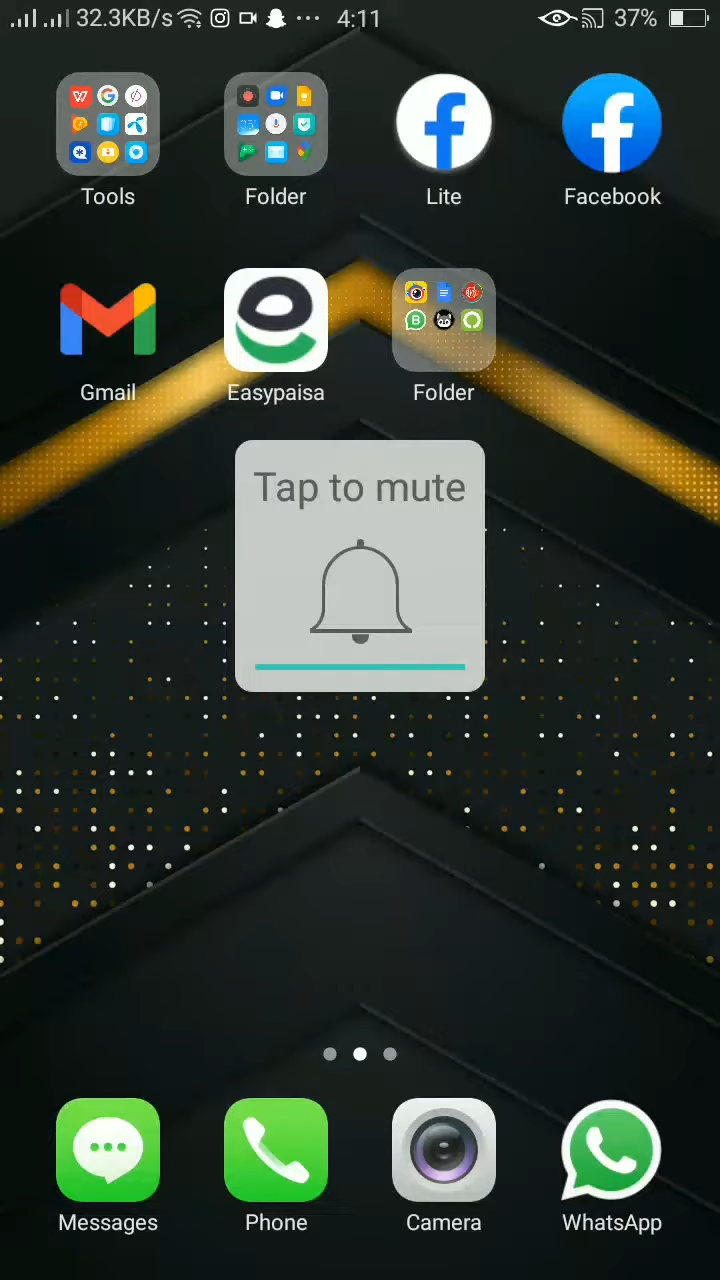 32.3KB/s 4:11 37%
Tools Folder Lite Facebook
Gmail Easypaisa Folder
Tap to mute
Messages Phone Camera WhatsApp